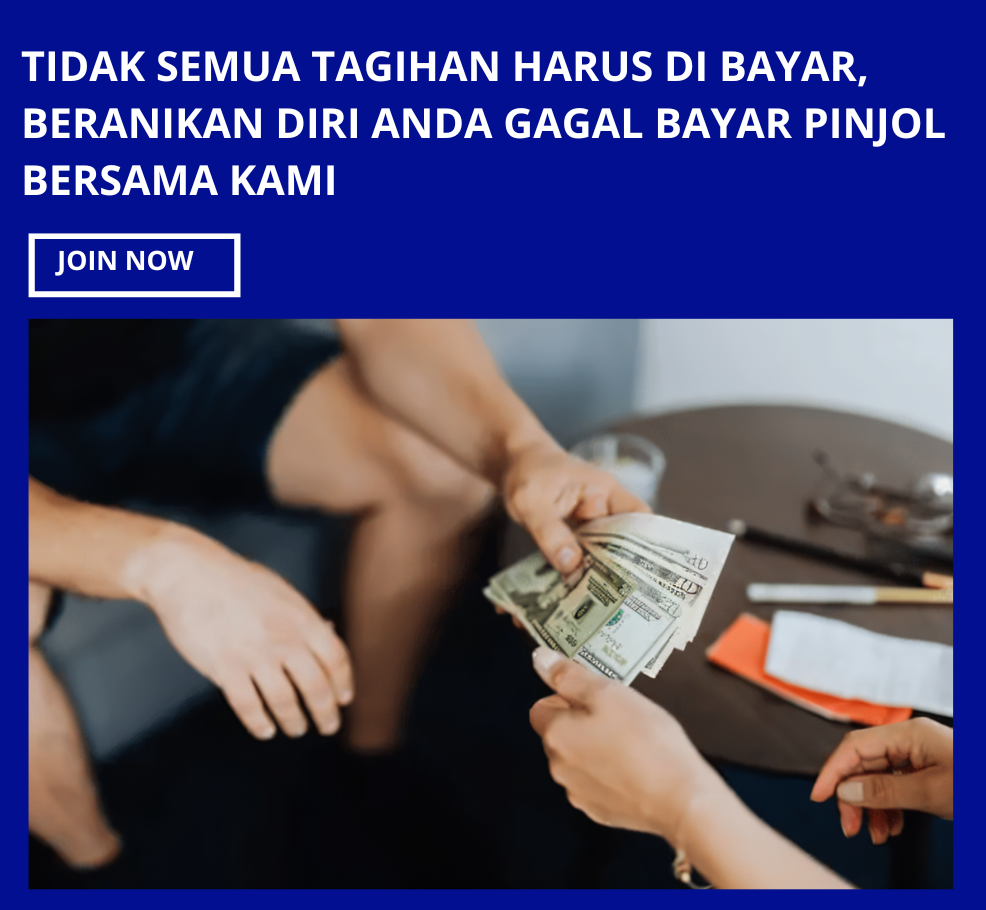 TIDAK SEMUA TAGIHAN HARUS DI BAYAR,
BERANIKAN DIRI ANDA GAGAL BAYAR PINJOL
BERSAMA KAMI
JOIN NOW